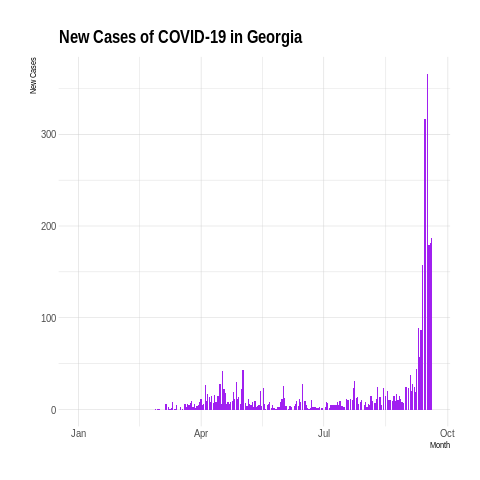 New Cases of COVID-19 in Georgia
New Cases
300
200
100
0
Jan Apr Jul Oct
Month